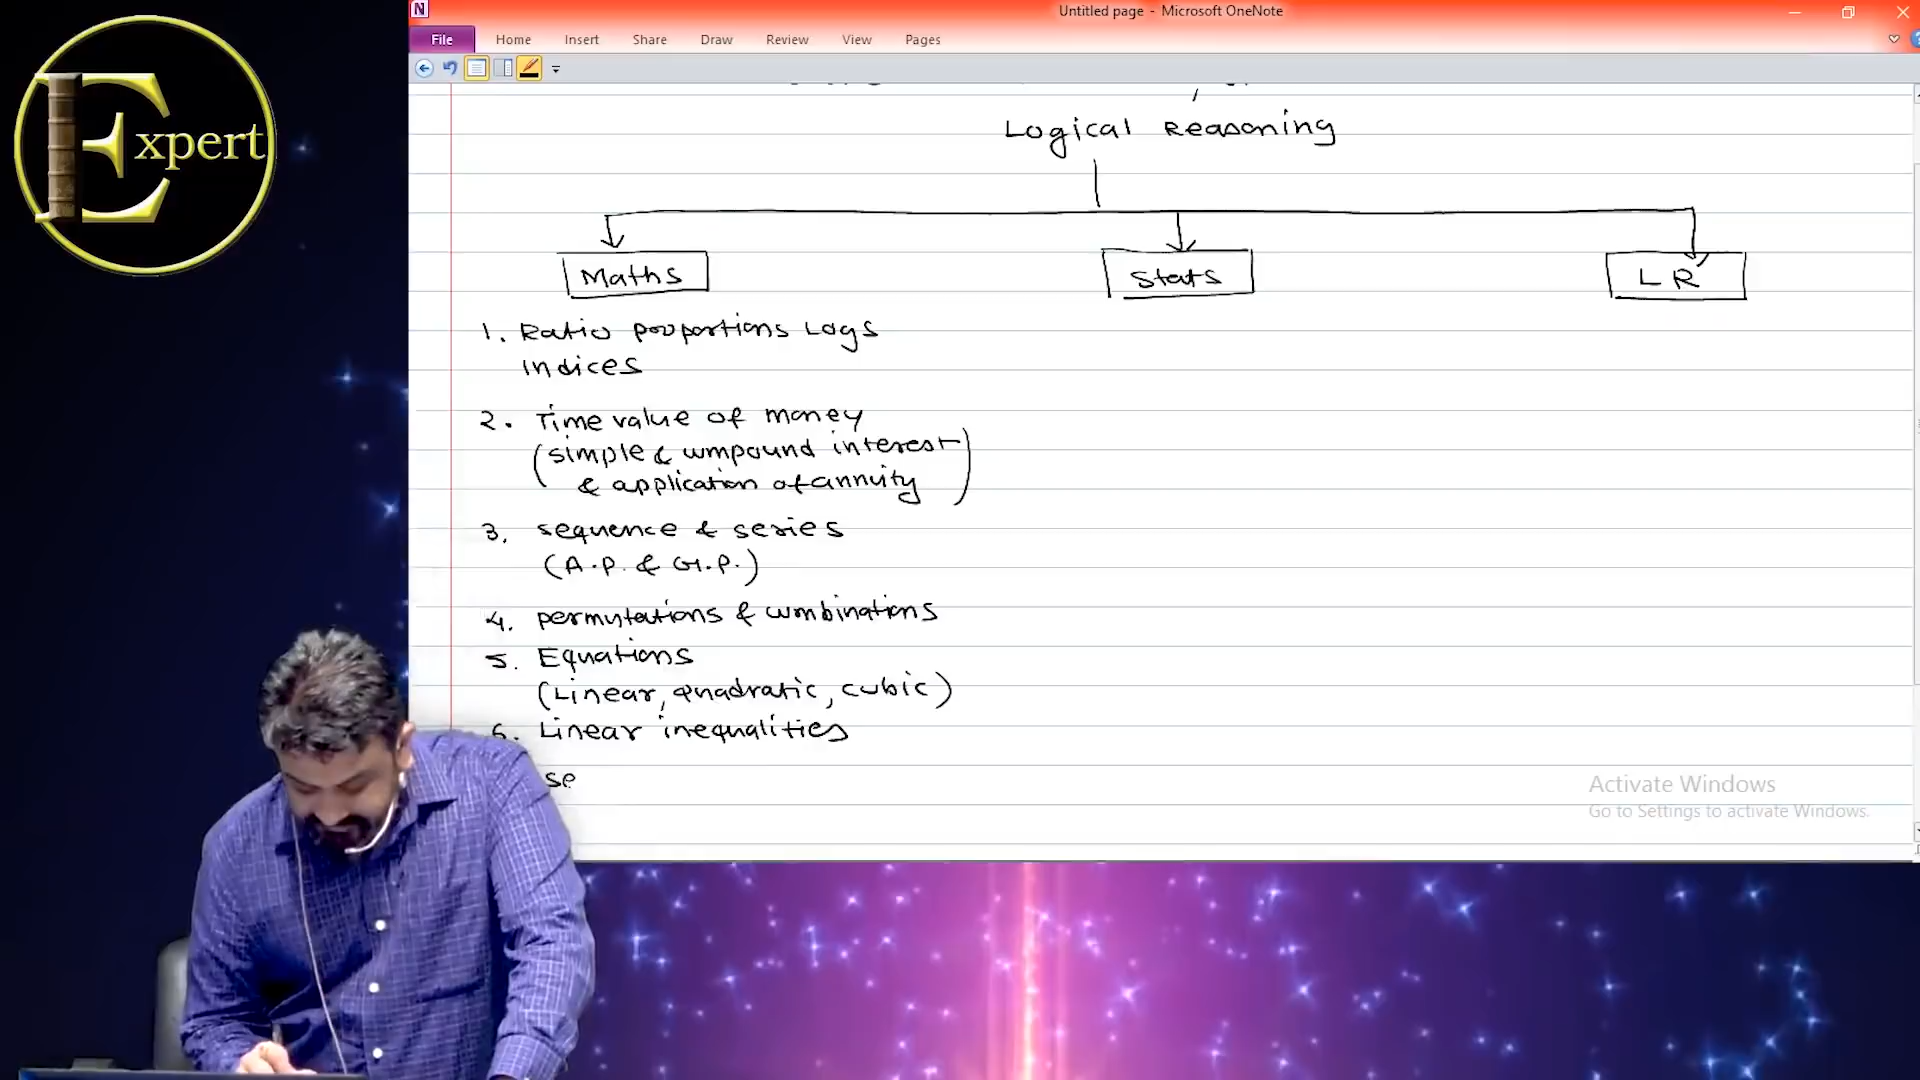 Untitled page - Microsoft OneNote
File Home Insert Share Draw Review View Pages
Expert
Logical Reasoning
Maths
Stats
LR
1. Ratio proportions Logs
indices
2. Time value of money
(simple & compound interest
& application of annuity)
3. sequence & series
(A.P. & G.P.)
4. permutations & combinations
5. Equations
(Linear, quadratic, cubic)
6. Linear inequalities
se
Activate Windows
Go to Settings to activate Windows.